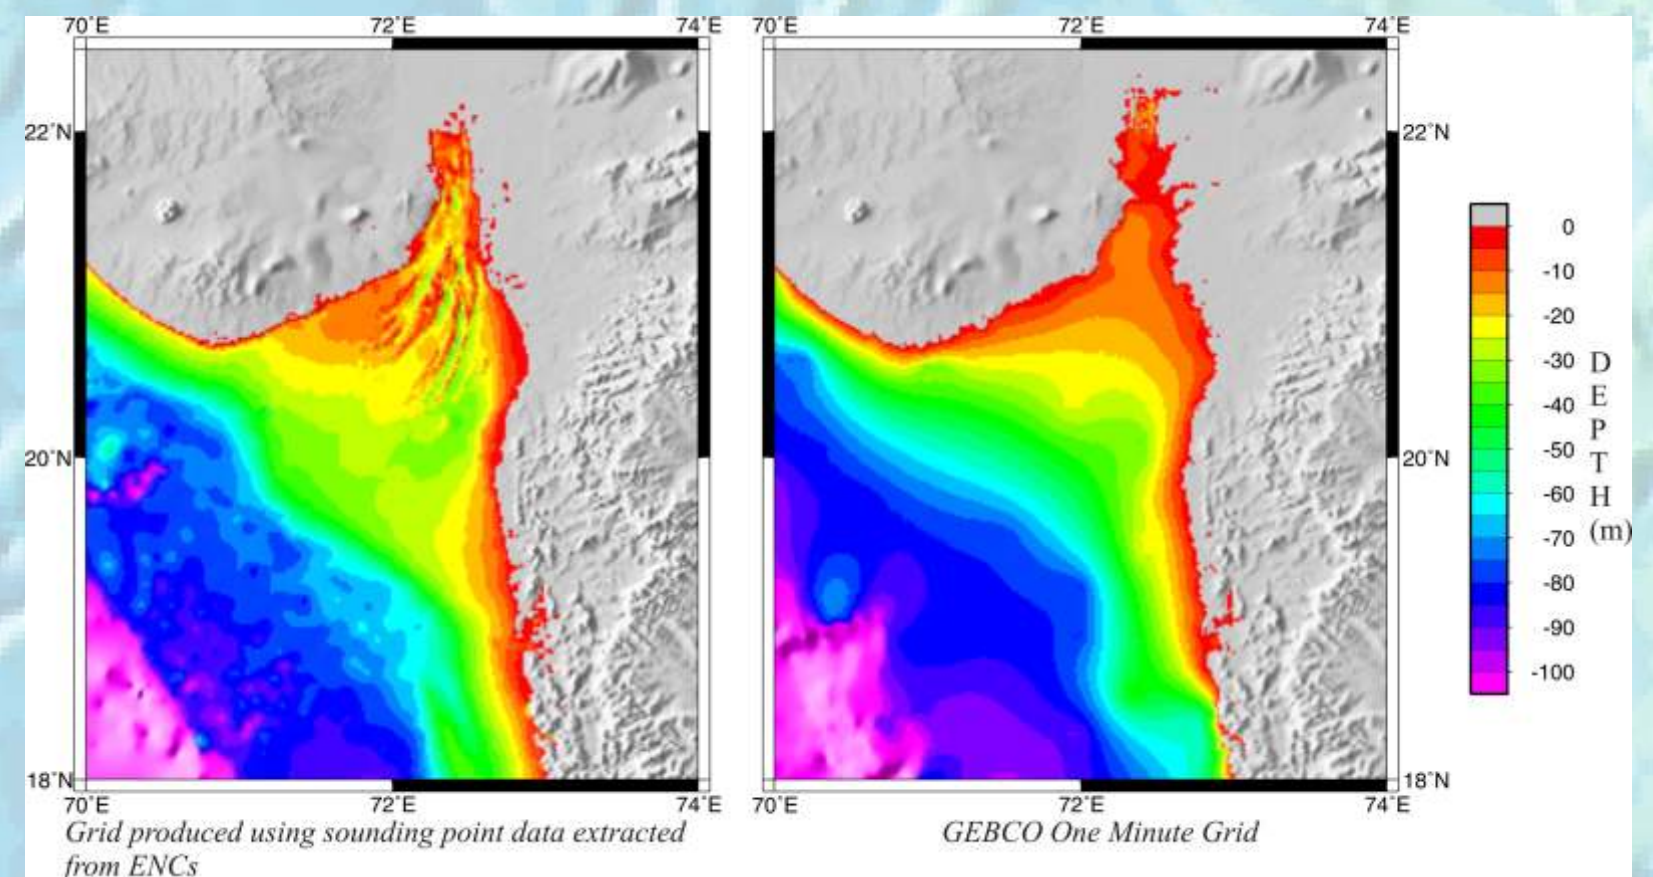 70°E 72°E 74°E 70°E 72°E 74°E
22°N 22°N
20°N 20°N
18°N 18°N
70°E 72°E 74°E 70°E 72°E 74°E
0
-10
-20
-30
-40
-50
-60
-70
-80
-90
-100
D
E
P
T
H
(m)
Grid produced using sounding point data extracted
from ENCs
GEBCO One Minute Grid